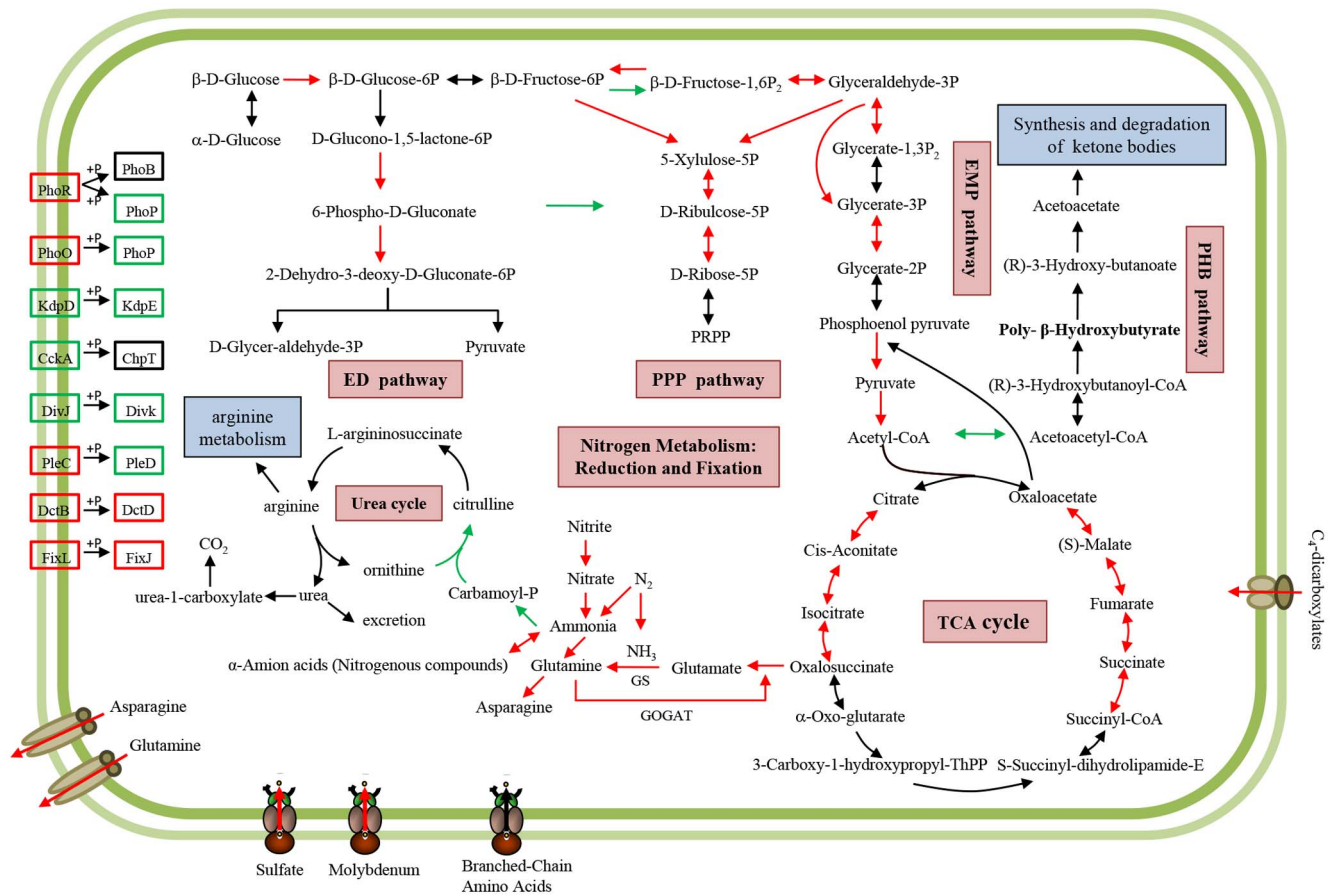 β-D-Glucose
β-D-Glucose-6P
β-D-Fructose-6P
β-D-Fructose-1,6P₂
Glyceraldehyde-3P
α-D-Glucose
D-Glucono-1,5-lactone-6P
6-Phospho-D-Gluconate
2-Dehydro-3-deoxy-D-Gluconate-6P
D-Glycer-aldehyde-3P
Pyruvate
ED pathway
5-Xylulose-5P
D-Ribulcose-5P
D-Ribose-5P
PRPP
PPP pathway
Glycerate-1,3P₂
Glycerate-3P
Glycerate-2P
Phosphoenol pyruvate
Pyruvate
Acetyl-CoA
EMP pathway
Synthesis and degradation
of ketone bodies
Acetoacetate
(R)-3-Hydroxy-butanoate
Poly- β-Hydroxybutyrate
(R)-3-Hydroxybutanoyl-CoA
Acetoacetyl-CoA
PHB pathway
PhoR
+P
PhoB
+P
PhoP
PhoO
+P
PhoP
KdpD
+P
KdpE
CckA
+P
ChpT
DivJ
+P
Divk
PleC
+P
PleD
DctB
+P
DctD
FixL
+P
FixJ
arginine
metabolism
L-argininosuccinate
arginine
Urea cycle
citrulline
CO₂
ornithine
Carbamoyl-P
urea-1-carboxylate
urea
excretion
Nitrogen Metabolism:
Reduction and Fixation
Nitrite
Nitrate
N₂
Ammonia
α-Amion acids (Nitrogenous compounds)
Glutamine
NH₃
GS
Glutamate
Asparagine
GOGAT
Citrate
Oxaloacetate
Cis-Aconitate
(S)-Malate
Isocitrate
Fumarate
TCA cycle
Oxalosuccinate
Succinate
α-Oxo-glutarate
Succinyl-CoA
3-Carboxy-1-hydroxypropyl-ThPP
S-Succinyl-dihydrolipamide-E
C₄-dicarboxylates
Asparagine
Glutamine
Sulfate
Molybdenum
Branched-Chain
Amino Acids